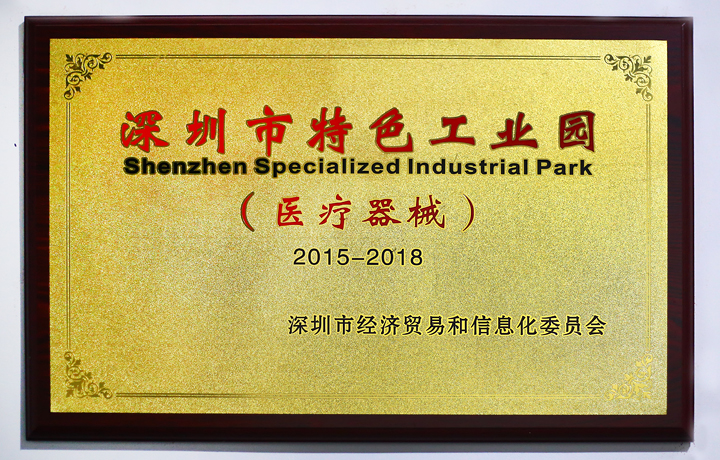 深圳市特色工业园
Shenzhen Specialized Industrial Park
（医疗器械）
2015-2018
深圳市经济贸易和信息化委员会